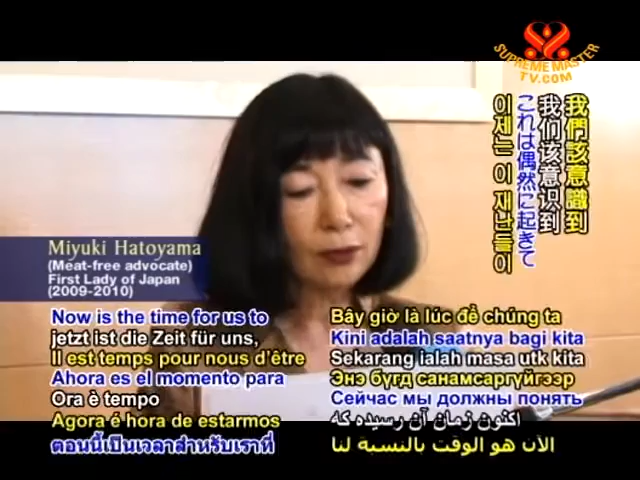 SUPREME MASTER
TV.COM
我們該意識到
我们该意识到
これは偶然に起きて
이제는 이 재난들이
Miyuki Hatoyama
(Meat-free advocate)
First Lady of Japan
(2009-2010)
Now is the time for us to
jetzt ist die Zeit für uns,
Il est temps pour nous d'être
Ahora es el momento para
Ora è tempo
Agora é hora de estarmos
ตอนนี้เป็นเวลาสำหรับเราที่
Bây giờ là lúc để chúng ta
Kini adalah saatnya bagi kita
Sekarang ialah masa utk kita
Энэ бүгд санамсаргүйгээр
Сейчас мы должны понять
اکنون زمان آن رسیده که
الآن هو الوقت بالنسبة لنا